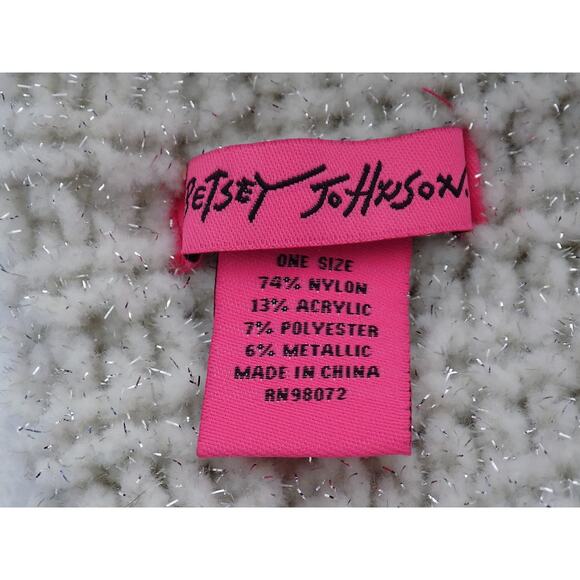 BETSEY JOHNSON.
ONE SIZE
74% NYLON
13% ACRYLIC
7% POLYESTER
6% METALLIC
MADE IN CHINA
RN98072